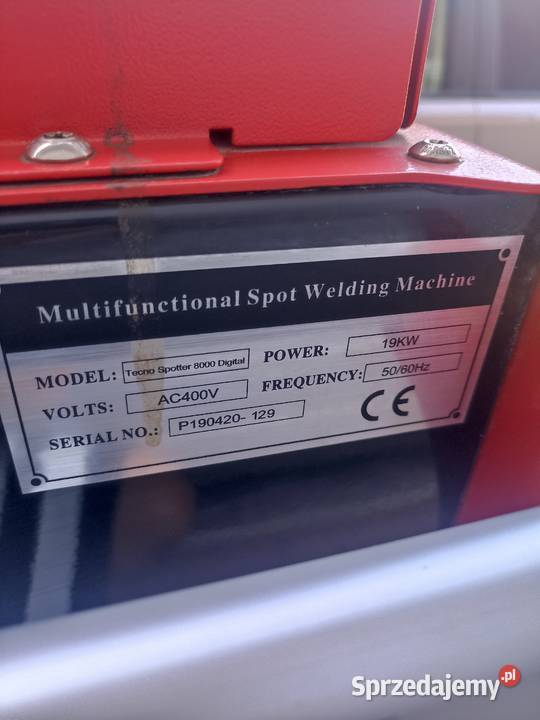 Multifunctional Spot Welding Machine
MODEL: Tecno Spotter 8000 Digital POWER: 19KW
VOLTS: AC400V FREQUENCY: 50/60Hz
SERIAL NO.: P190420- 129 CE
Sprzedajemy.pl